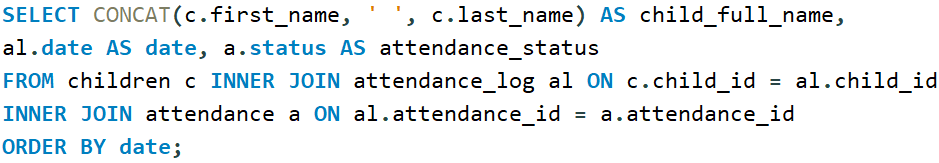 SELECT CONCAT(c.first_name, ' ', c.last_name) AS child_full_name,
al.date AS date, a.status AS attendance_status
FROM children c INNER JOIN attendance_log al ON c.child_id = al.child_id
INNER JOIN attendance a ON al.attendance_id = a.attendance_id
ORDER BY date;